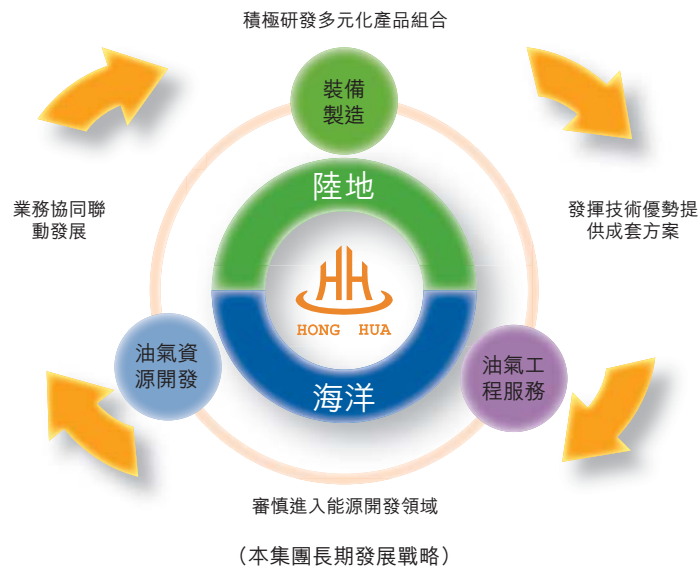 積極研發多元化產品組合
裝備
製造
陸地
業務協同聯
動發展
發揮技術優勢提
供成套方案
HONG HUA
油氣資
源開發
油氣工
程服務
海洋
審慎進入能源開發領域
（本集團長期發展戰略）